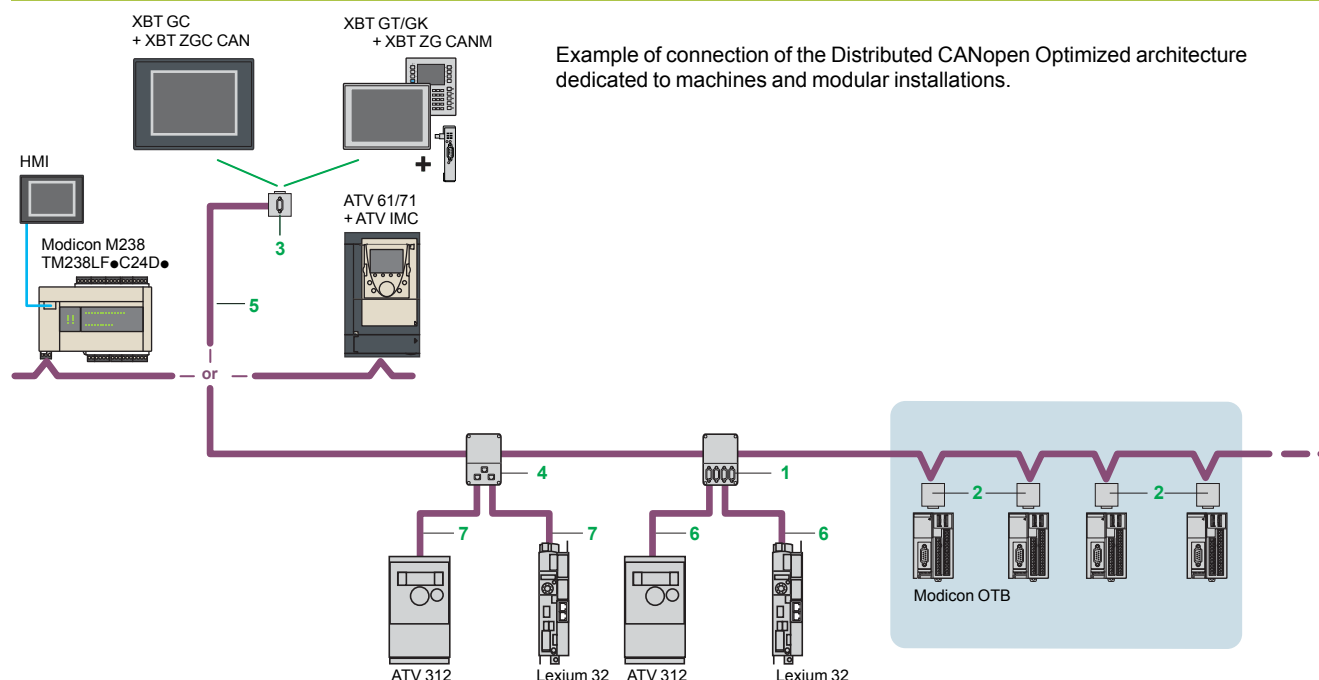 XBT GC
+ XBT ZGC CAN
XBT GT/GK
+ XBT ZG CANM
Example of connection of the Distributed CANopen Optimized architecture
dedicated to machines and modular installations.
+
HMI
ATV 61/71
+ ATV IMC
3
Modicon M238
TM238LF●C24D●
5
or
4
1
2
2
7
7
6
6
Modicon OTB
ATV 312
Lexium 32
ATV 312
Lexium 32